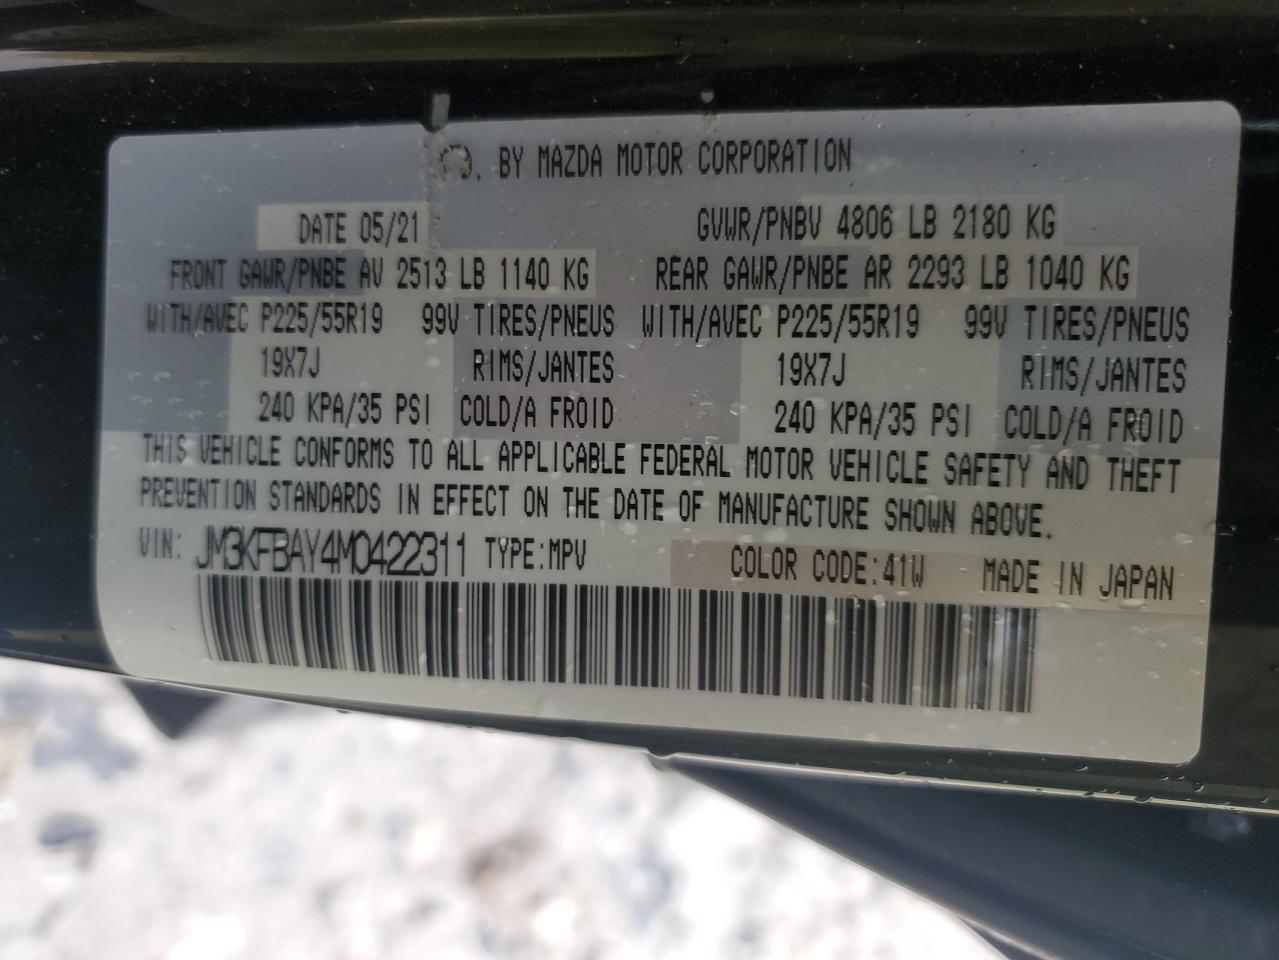 BY MAZDA MOTOR CORPORATION
DATE 05/21 GVWR/PNBV 4806 LB 2180 KG
FRONT GAWR/PNBE AV 2513 LB 1140 KG REAR GAWR/PNBE AR 2293 LB 1040 KG
WITH/AVEC P225/55R19 99V TIRES/PNEUS WITH/AVEC P225/55R19 99V TIRES/PNEUS
19X7J RIMS/JANTES 19X7J RIMS/JANTES
240 KPA/35 PSI COLD/A FROID 240 KPA/35 PSI COLD/A FROID
THIS VEHICLE CONFORMS TO ALL APPLICABLE FEDERAL MOTOR VEHICLE SAFETY AND THEFT
PREVENTION STANDARDS IN EFFECT ON THE DATE OF MANUFACTURE SHOWN ABOVE.
VIN: JM3KFBAY4M0422311 TYPE:MPV COLOR CODE:41W MADE IN JAPAN